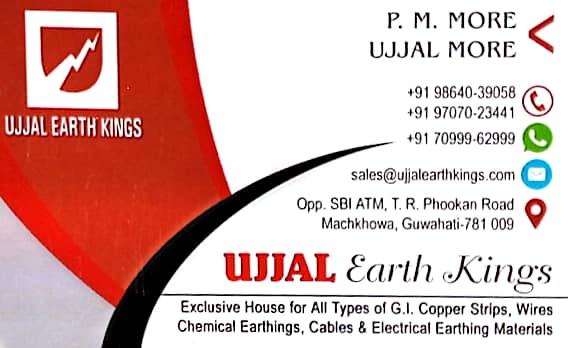 UJJAL EARTH KINGS
P. M. MORE
UJJAL MORE
+91 98640-39058
+91 97070-23441
+91 70999-62999
sales@ujjalearthkings.com
Opp. SBI ATM, T. R. Phookan Road
Machkhowa, Guwahati-781 009
UJJAL Earth Kings
Exclusive House for All Types of G.I. Copper Strips, Wires
Chemical Earthings, Cables & Electrical Earthing Materials